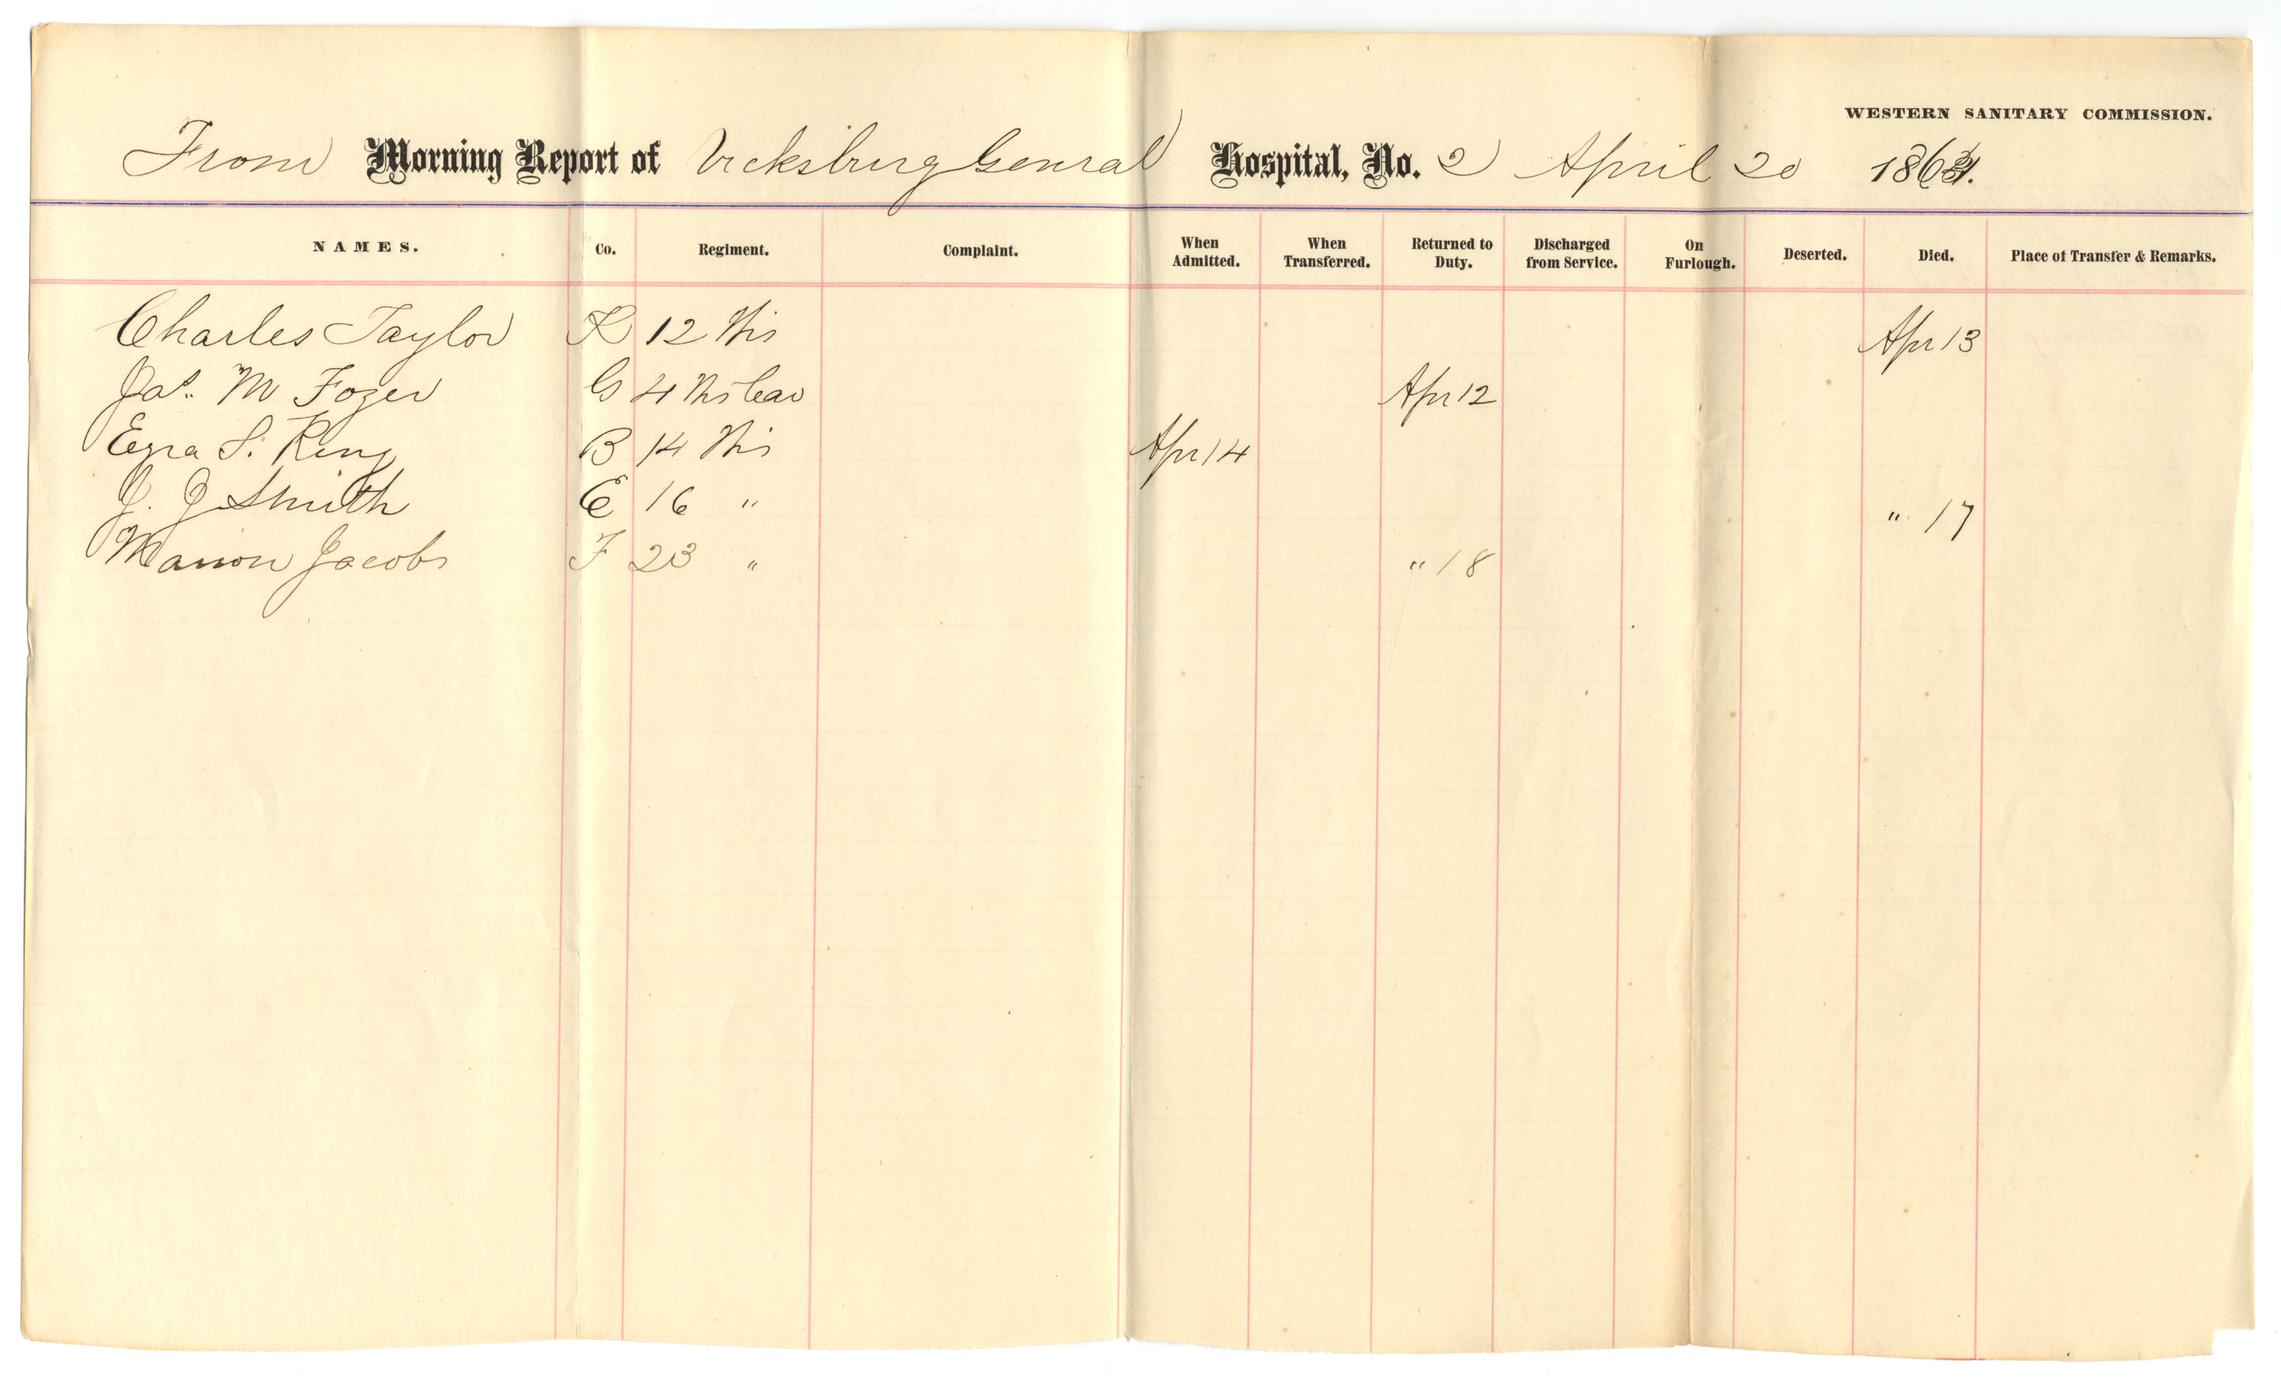 WESTERN SANITARY COMMISSION.
From Morning Report of Vicksburg Genral Hospital, No. 2 April 20 1864.
NAMES. Co. Regiment. Complaint. When Admitted. When Transferred. Returned to Duty. Discharged from Service. On Furlough. Deserted. Died. Place of Transfer & Remarks.
Charles Taylor K 12 Wis Apr 13
Jas. M Fozer G 4 Wis Cav Apr 12
Ezra S. King B 14 Wis Apr 14
J. J Smith E 16 " " 17
Marion Jacobs F 23 " " 18